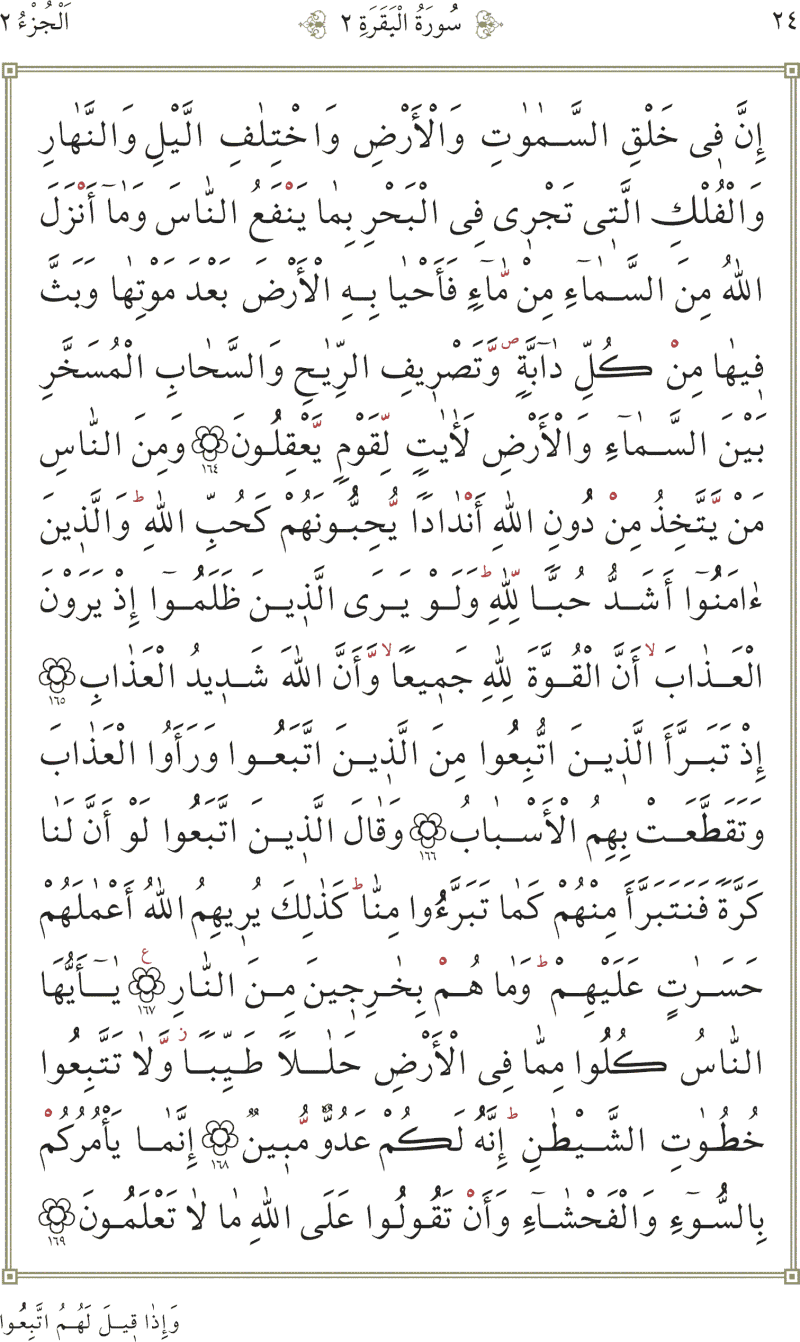 ٢٤ سُورَةُ الْبَقَرَةِ ٢ اَلْجُزْءُ ٢
إِنَّ فِى خَلْقِ السَّمٰوٰتِ وَالْأَرْضِ وَاخْتِلٰفِ الَّيْلِ وَالنَّهٰارِ
وَالْفُلْكِ الَّتِى تَجْرِى فِى الْبَحْرِ بِمٰا يَنْفَعُ النّٰاسَ وَمٰآ أَنْزَلَ
اللّٰهُ مِنَ السَّمٰآءِ مِنْ مّٰآءٍ فَأَحْيٰا بِهِ الْأَرْضَ بَعْدَ مَوْتِهٰا وَبَثَّ
فِيهٰا مِنْ كُلِّ دٰآبَّةٍ ص وَّتَصْرِيفِ الرِّيٰحِ وَالسَّحٰابِ الْمُسَخَّرِ
بَيْنَ السَّمٰآءِ وَالْأَرْضِ لَأٰيٰتٍ لِّقَوْمٍ يَّعْقِلُونَ ١٦٤ وَمِنَ النّٰاسِ
مَنْ يَّتَّخِذُ مِنْ دُونِ اللّٰهِ أَنْدٰادًا يُّحِبُّونَهُمْ كَحُبِّ اللّٰهِ ط وَالَّذِينَ
ءٰامَنُوٓا أَشَدُّ حُبًّا لِّلّٰهِ ط وَلَوْ يَرَى الَّذِينَ ظَلَمُوٓا إِذْ يَرَوْنَ
الْعَذٰابَ لا أَنَّ الْقُوَّةَ لِلّٰهِ جَمِيعًا لا وَّأَنَّ اللّٰهَ شَدِيدُ الْعَذٰابِ ١٦٥
إِذْ تَبَرَّأَ الَّذِينَ اتُّبِعُوا مِنَ الَّذِينَ اتَّبَعُوا وَرَأَوُا الْعَذٰابَ
وَتَقَطَّعَتْ بِهِمُ الْأَسْبٰابُ ١٦٦ وَقٰالَ الَّذِينَ اتَّبَعُوا لَوْ أَنَّ لَنٰا
كَرَّةً فَنَتَبَرَّأَ مِنْهُمْ كَمٰا تَبَرَّءُوا مِنّٰا ط كَذٰلِكَ يُرِيهِمُ اللّٰهُ أَعْمٰلَهُمْ
حَسَرٰتٍ عَلَيْهِمْ ط وَمٰا هُمْ بِخٰرِجِينَ مِنَ النّٰارِ ١٦٧ ع يٰٓأَيُّهَا
النّٰاسُ كُلُوا مِمّٰا فِى الْأَرْضِ حَلٰلًا طَيِّبًا ز وَّلٰا تَتَّبِعُوا
خُطُوٰتِ الشَّيْطٰنِ ط إِنَّهُ لَكُمْ عَدُوٌّ مُّبِينٌ ١٦٨ إِنَّمٰا يَأْمُرُكُمْ
بِالسُّوٓءِ وَالْفَحْشٰآءِ وَأَنْ تَقُولُوا عَلَى اللّٰهِ مٰا لٰا تَعْلَمُونَ ١٦٩
وَإِذٰا قِيلَ لَهُمُ اتَّبِعُوا